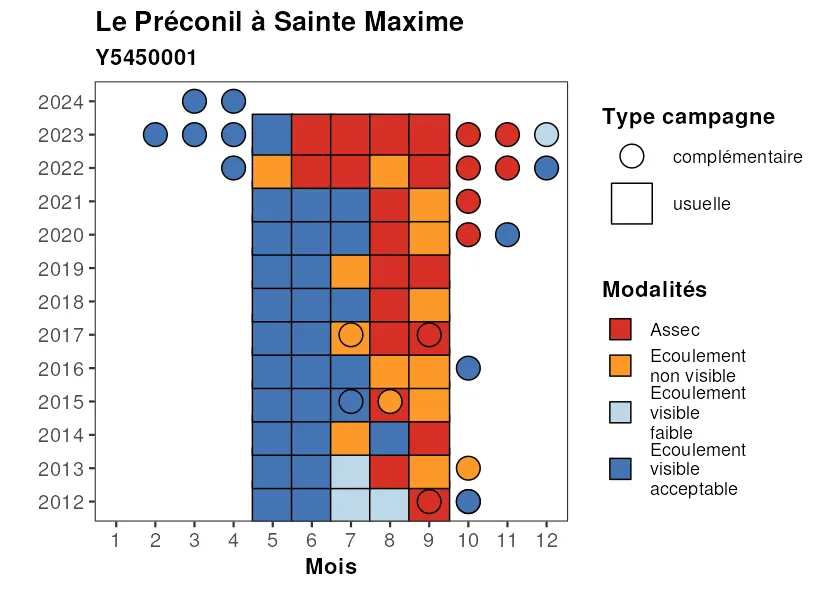 Le Préconil à Sainte Maxime
Y5450001
2024
2023
2022
2021
2020
2019
2018
2017
2016
2015
2014
2013
2012
1 2 3 4 5 6 7 8 9 10 11 12
Mois
Type campagne
complémentaire
usuelle
Modalités
Assec
Ecoulement
non visible
Ecoulement
visible
faible
Ecoulement
visible
acceptable